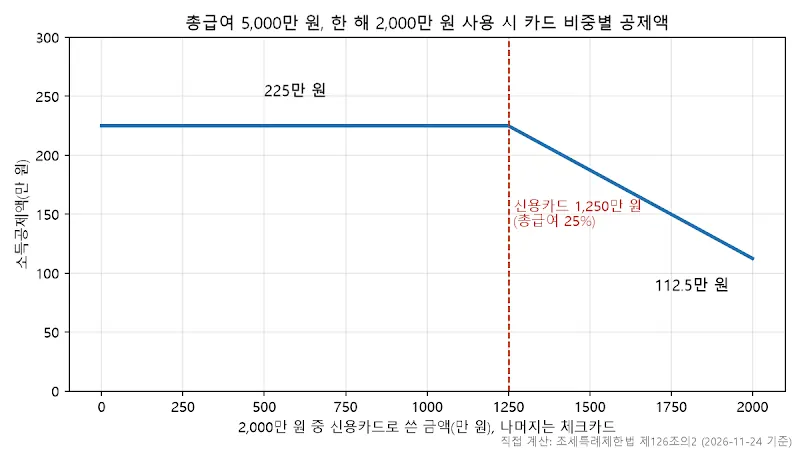 총급여 5,000만 원, 한 해 2,000만 원 사용 시 카드 비중별 공제액
소득공제액(만 원)
300
250
200
150
100
50
0
225만 원
신용카드 1,250만 원
(총급여 25%)
112.5만 원
0 250 500 750 1000 1250 1500 1750 2000
2,000만 원 중 신용카드로 쓴 금액(만 원), 나머지는 체크카드
직접 계산: 조세특례제한법 제126조의2 (2026-11-24 기준)